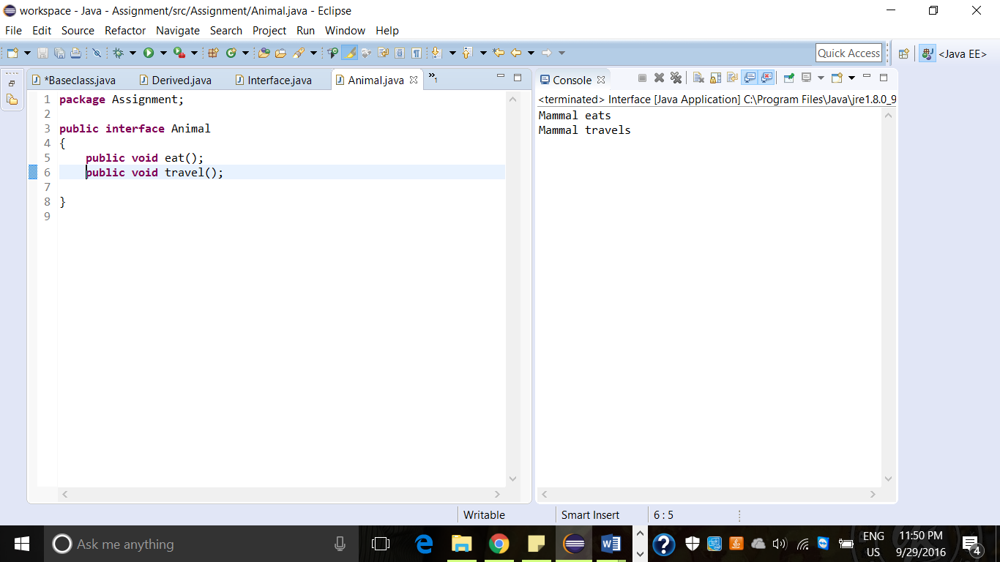 workspace - Java - Assignment/src/Assignment/Animal.java - Eclipse
File Edit Source Refactor Navigate Search Project Run Window Help
Quick Access
<Java EE>
*Baseclass.java Derived.java Interface.java Animal.java »1
1 package Assignment;
2
3 public interface Animal
4 {
5 public void eat();
6 public void travel();
7
8 }
9
Console
<terminated> Interface [Java Application] C:\Program Files\Java\jre1.8.0_9
Mammal eats
Mammal travels
Writable Smart Insert 6 : 5
Ask me anything
ENG
US
11:50 PM
9/29/2016
4